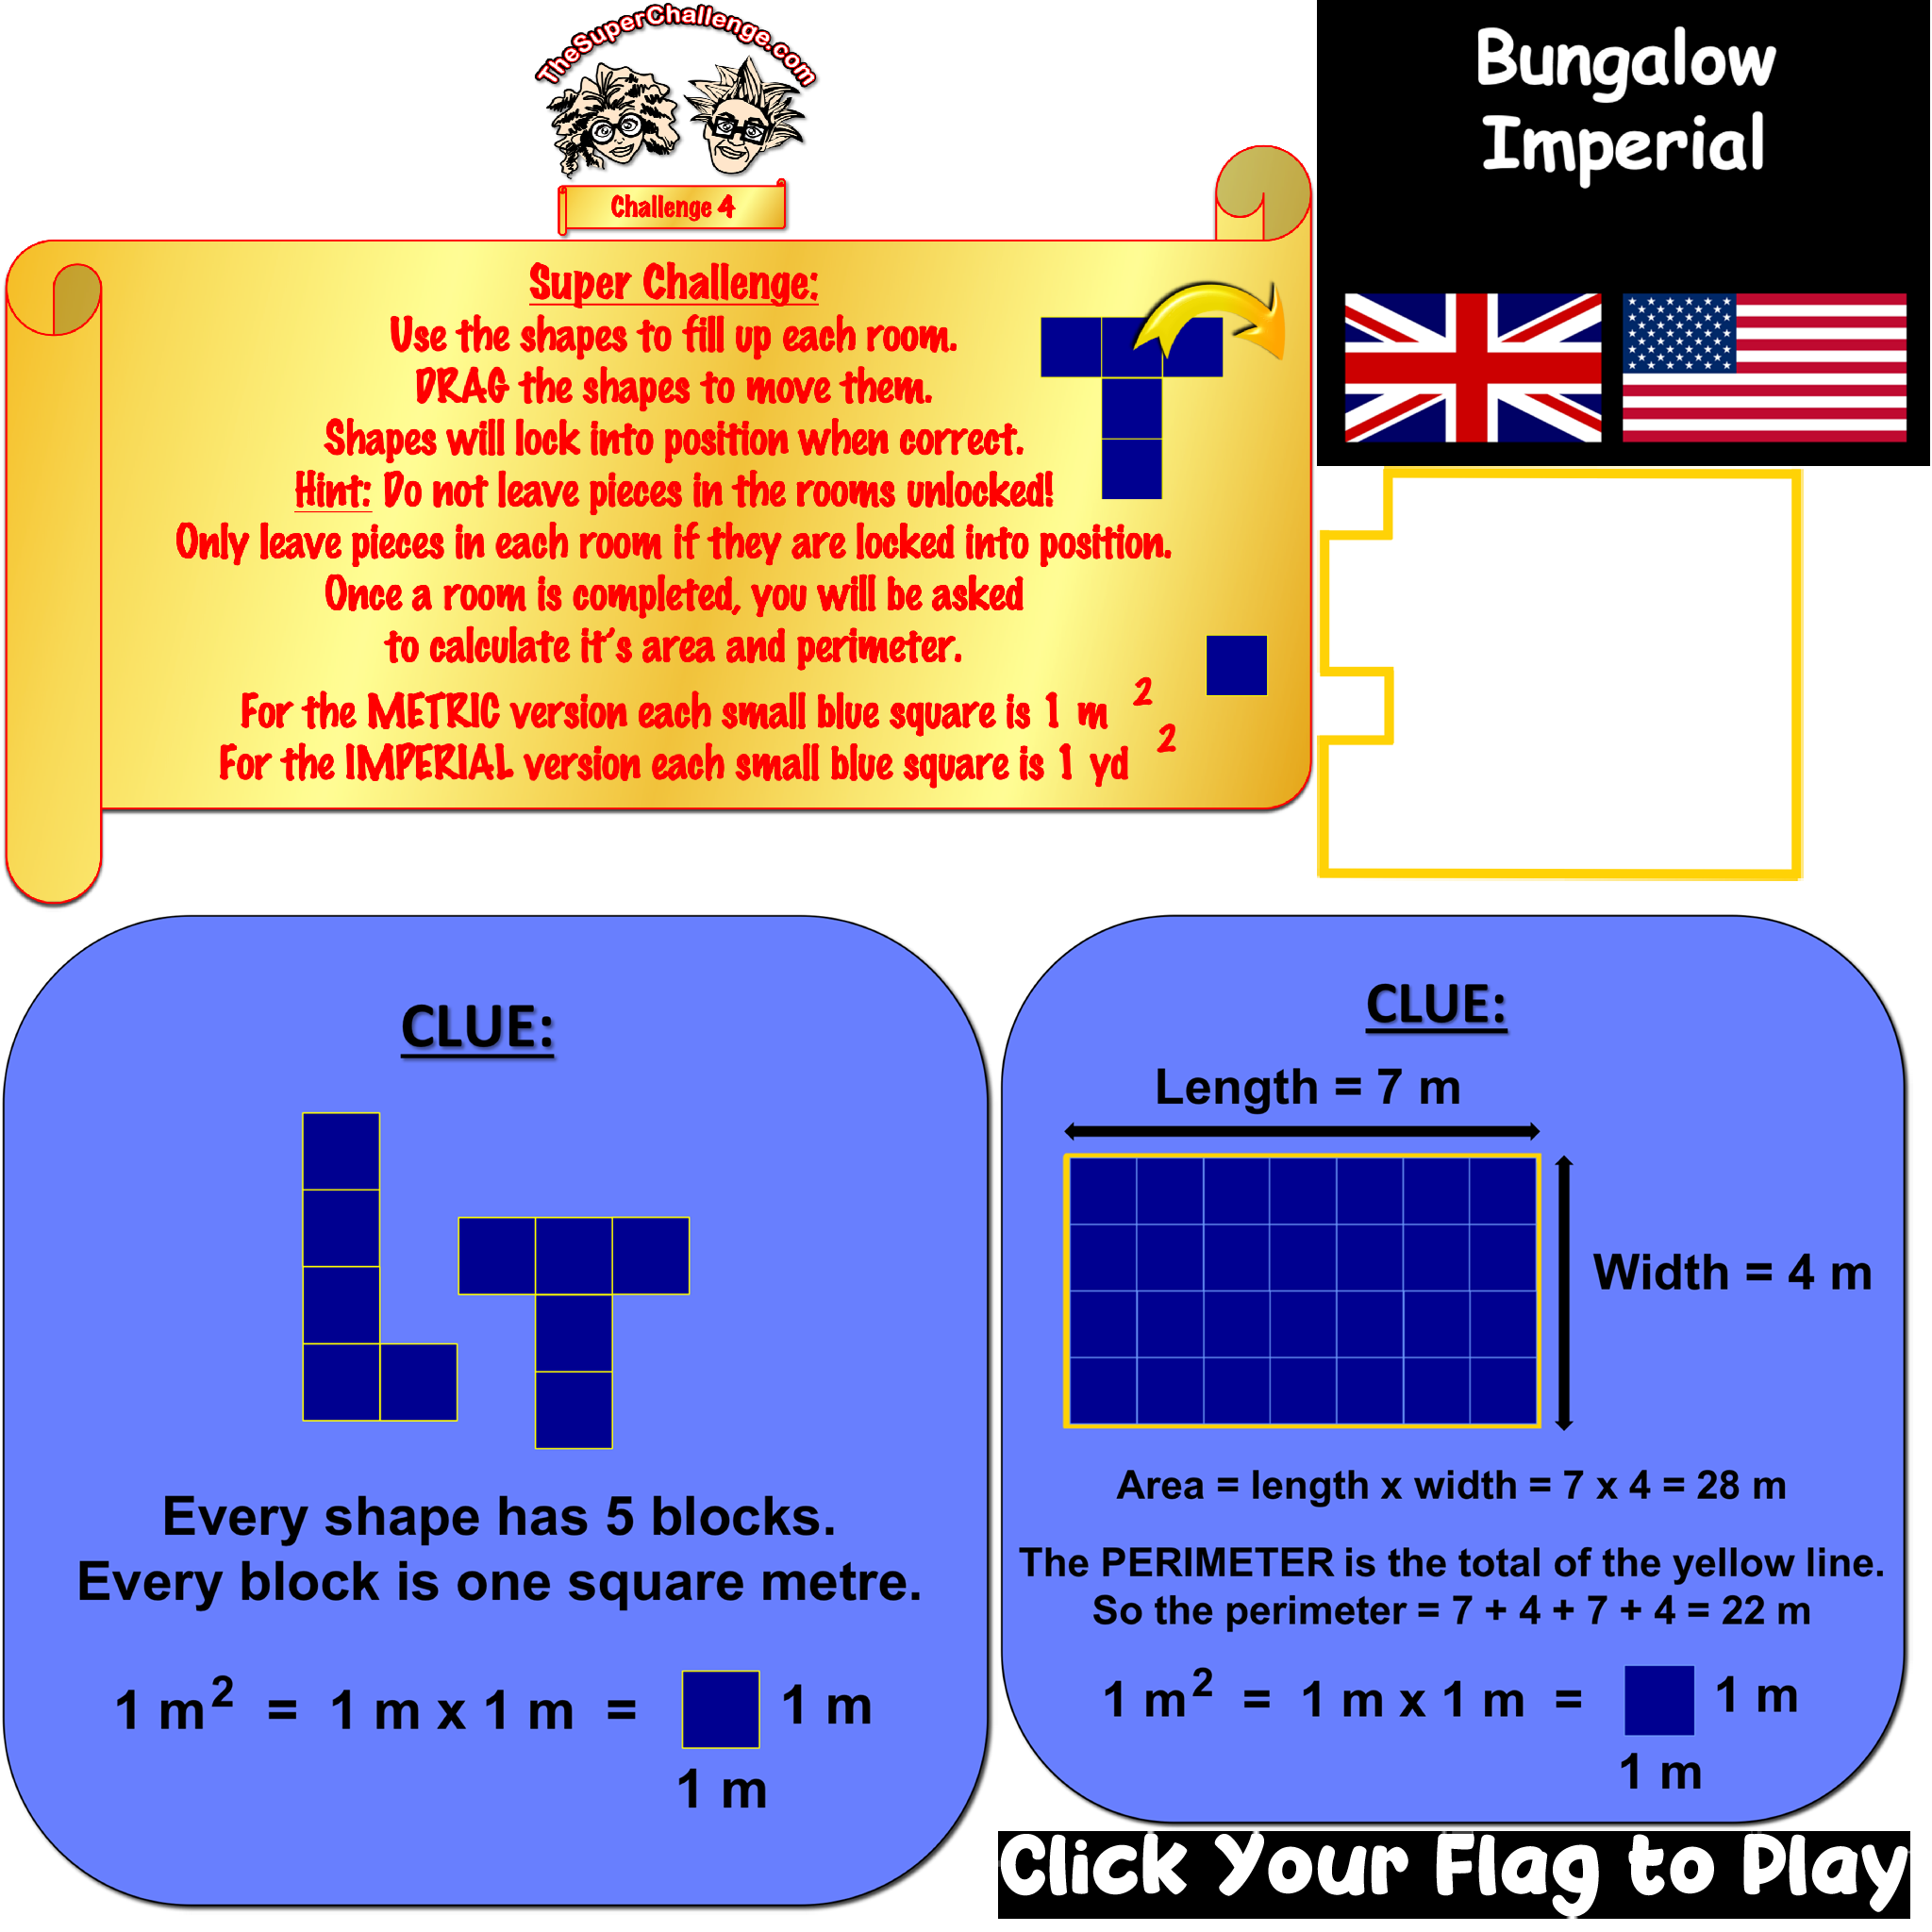 TheSuperChallenge.com
Challenge 4
Super Challenge:
Use the shapes to fill up each room.
DRAG the shapes to move them.
Shapes will lock into position when correct.
Hint: Do not leave pieces in the rooms unlocked!
Only leave pieces in each room if they are locked into position.
Once a room is completed, you will be asked
to calculate it's area and perimeter.
For the METRIC version each small blue square is 1 m 2
For the IMPERIAL version each small blue square is 1 yd 2
Bungalow
Imperial
CLUE:
Every shape has 5 blocks.
Every block is one square metre.
1 m² = 1 m x 1 m = 1 m
1 m
CLUE:
Length = 7 m
Width = 4 m
Area = length x width = 7 x 4 = 28 m
The PERIMETER is the total of the yellow line.
So the perimeter = 7 + 4 + 7 + 4 = 22 m
1 m² = 1 m x 1 m = 1 m
1 m
Click Your Flag to Play